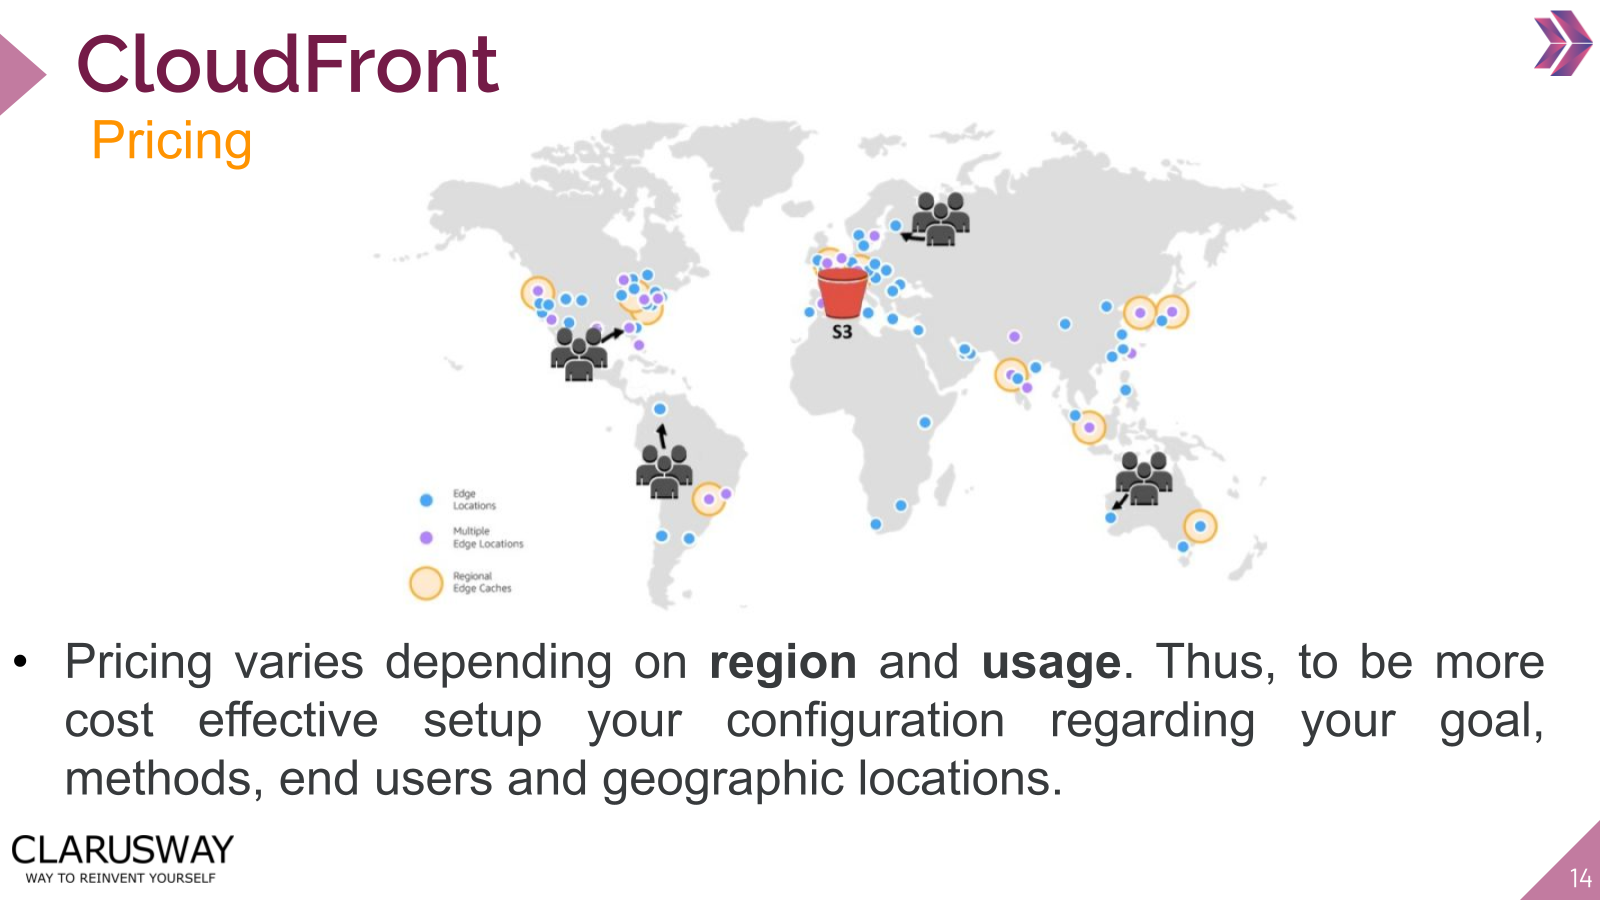 CloudFront
Pricing
S3
Edge
Locations
Multiple
Edge Locations
Regional
Edge Caches
• Pricing varies depending on region and usage. Thus, to be more
cost effective setup your configuration regarding your goal,
methods, end users and geographic locations.
CLARUSWAY
WAY TO REINVENT YOURSELF
14